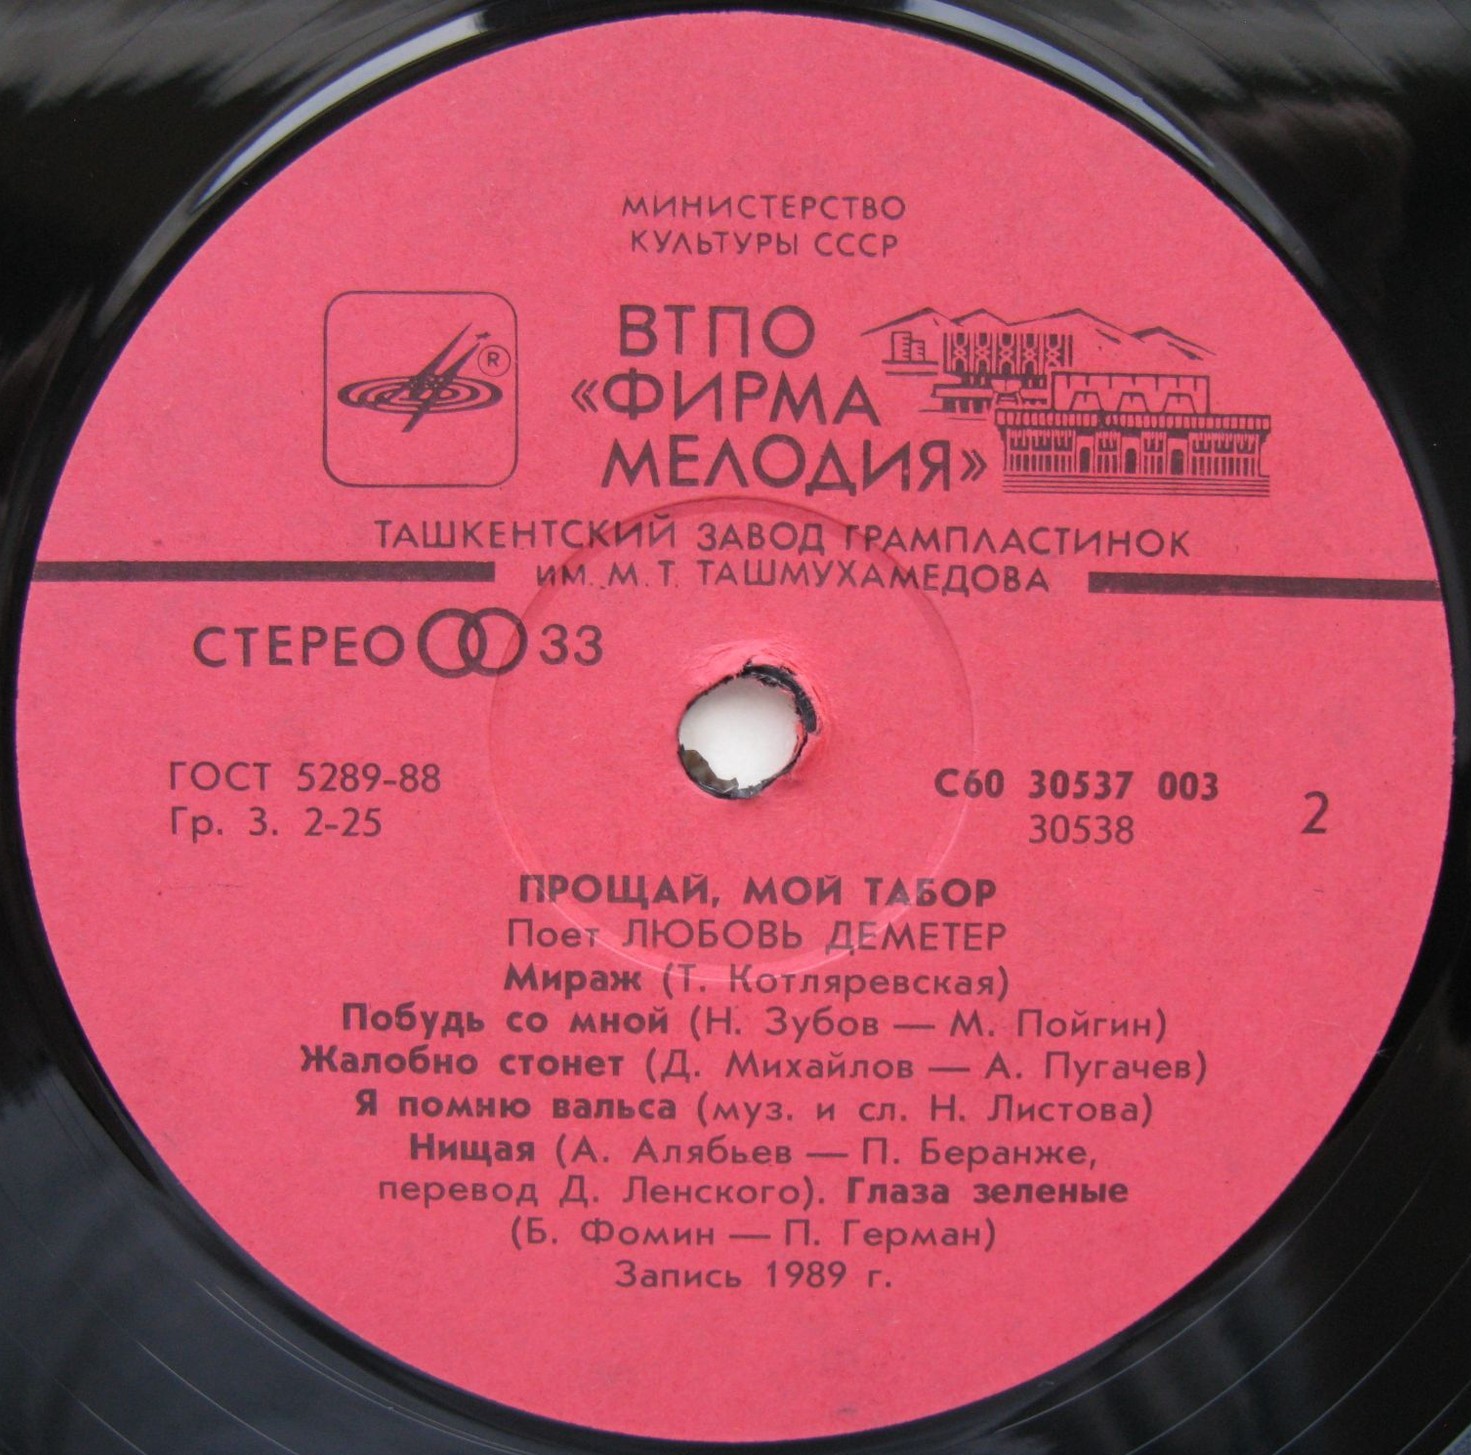 МИНИСТЕРСТВО
КУЛЬТУРЫ СССР
ВТПО
«ФИРМА
МЕЛОДИЯ»
®
ТАШКЕНТСКИЙ ЗАВОД ГРАМПЛАСТИНОК
ИМ. М. Т. ТАШМУХАМЕДОВА
СТЕРЕО 33
ГОСТ 5289-88
Гр. 3. 2-25
С60 30537 003
30538
2
ПРОЩАЙ, МОЙ ТАБОР
Поет ЛЮБОВЬ ДЕМЕТЕР
Мираж (Т. Котляревская)
Побудь со мной (Н. Зубов — М. Пойгин)
Жалобно стонет (Д. Михайлов — А. Пугачев)
Я помню вальса (муз. и сл. Н. Листова)
Нищая (А. Алябьев — П. Беранже,
перевод Д. Ленского). Глаза зеленые
(Б. Фомин — П. Герман)
Запись 1989 г.